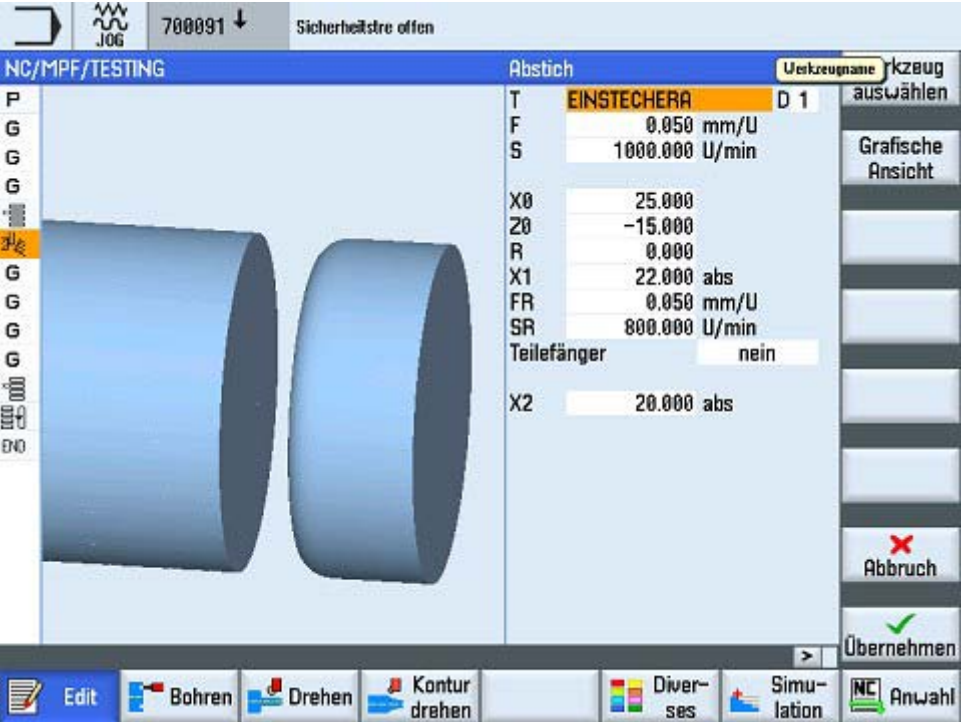 JOG
700091
Sicherheitstre offen
NC/MPF/TESTING
Abstich
Werkzeugname
rkzeug
auswählen
P
G
G
G
G
G
G
G
END
T EINSTECHERA D 1
F 0.050 mm/U
S 1000.000 U/min
X0 25.000
Z0 -15.000
R 0.000
X1 22.000 abs
FR 0.050 mm/U
SR 800.000 U/min
Teilefänger nein
X2 20.000 abs
Grafische
Ansicht
Abbruch
Übernehmen
>
Edit
Bohren
Drehen
Kontur
drehen
Diver-
ses
Simu-
lation
NC Anwahl